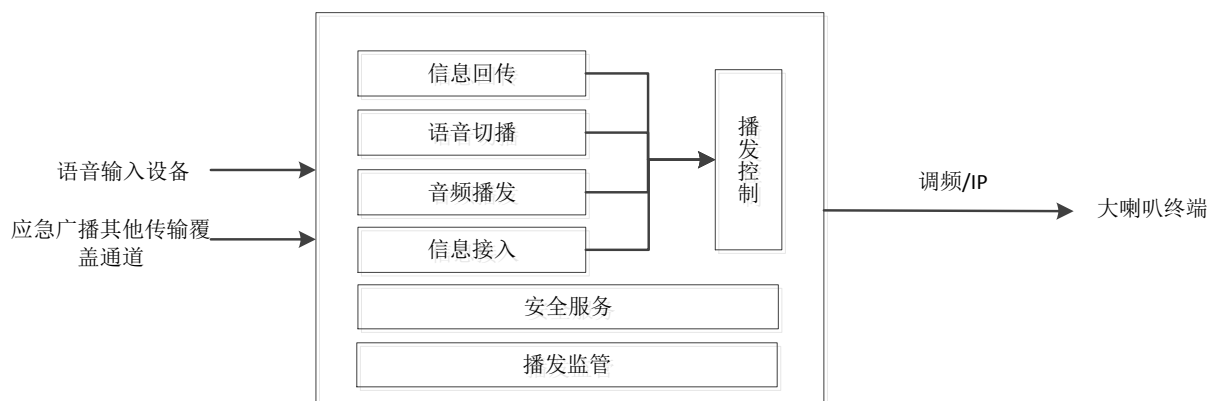 信息回传
语音切播
音频播发
信息接入
播发控制
安全服务
播发监管
语音输入设备
应急广播其他传输覆
盖通道
调频/IP
大喇叭终端